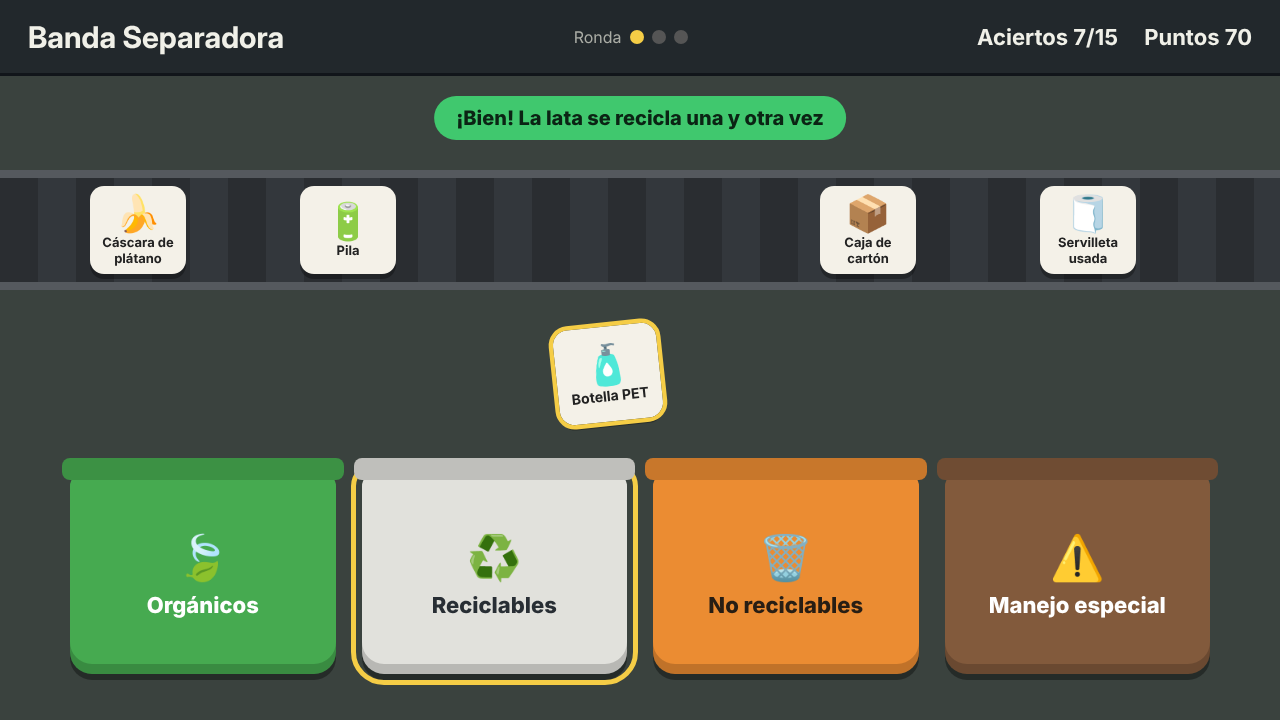 Banda Separadora
Ronda
Aciertos 7/15
Puntos 70
¡Bien! La lata se recicla una y otra vez
Cáscara de
plátano
Pila
Caja de
cartón
Servilleta
usada
Botella PET
Orgánicos
Reciclables
No reciclables
Manejo especial